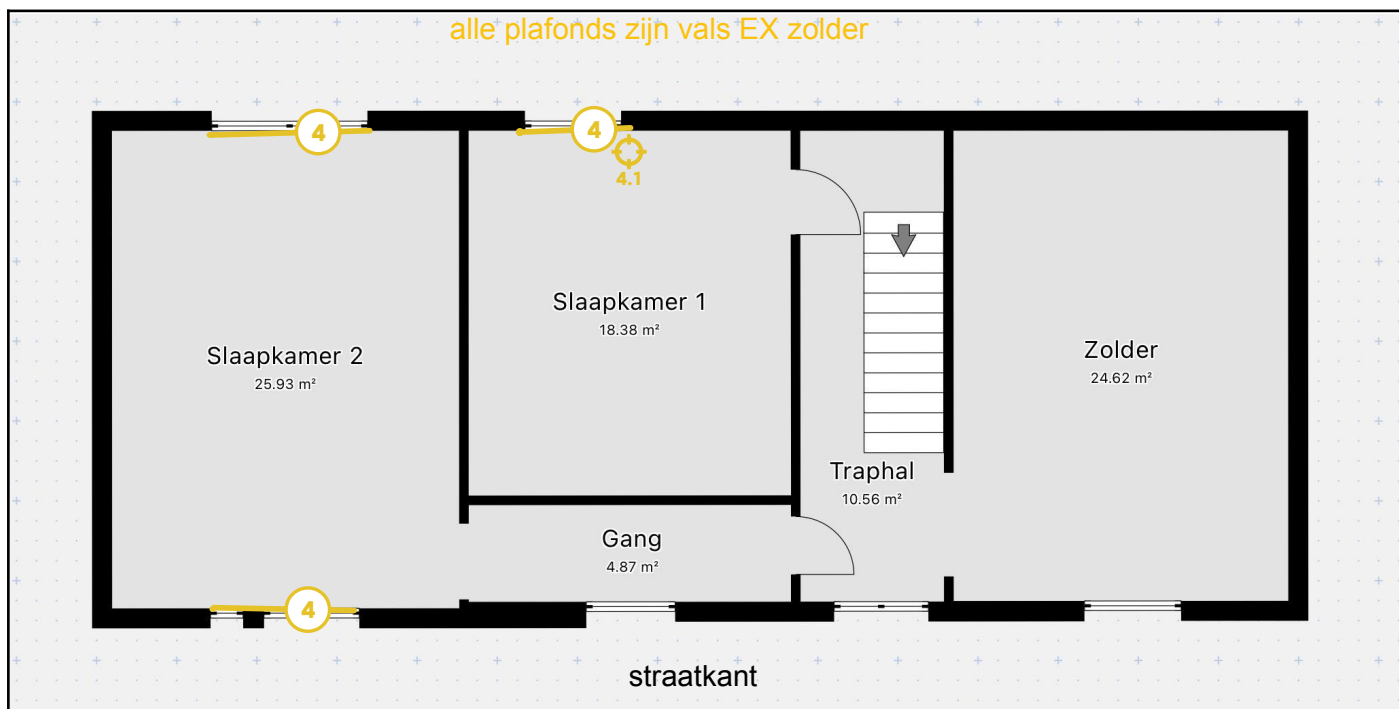 alle plafonds zijn vals EX zolder
4
4
4.1
Slaapkamer 1
18.38 m²
Slaapkamer 2
25.93 m²
Zolder
24.62 m²
Traphal
10.56 m²
Gang
4.87 m²
4
straatkant